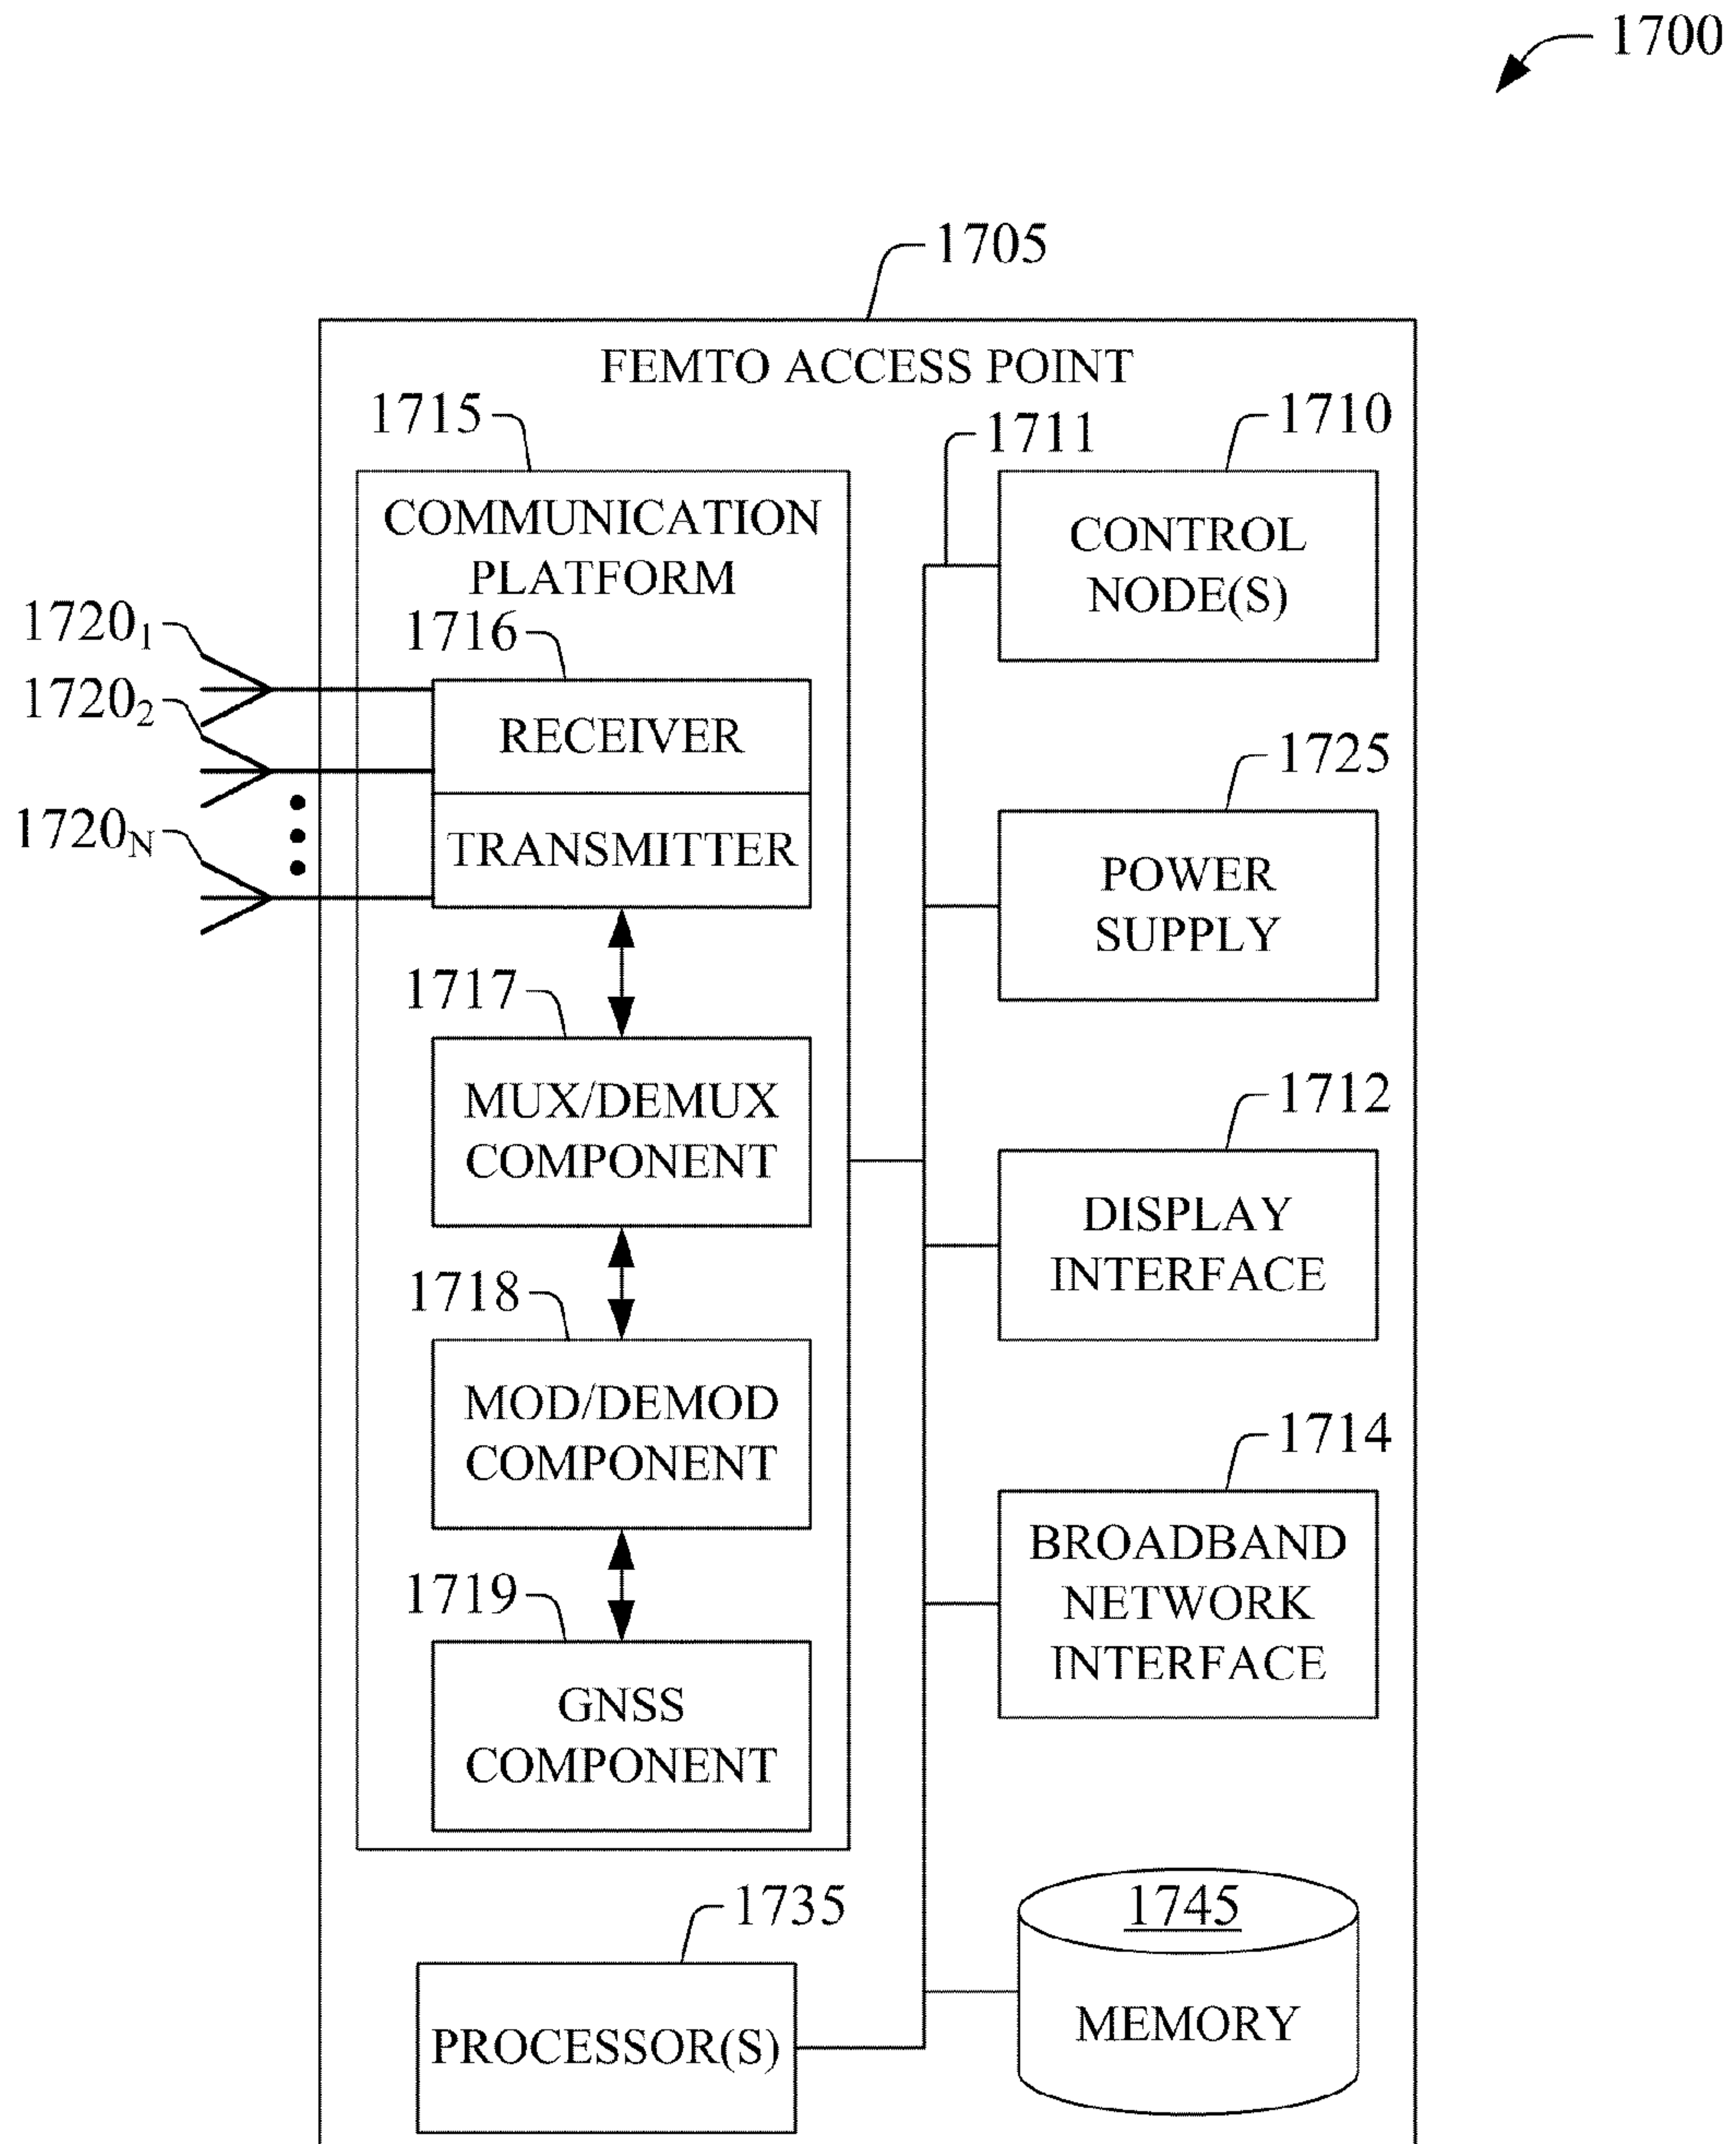 1700
1705
FEMTO ACCESS POINT
1715
1711
1710
COMMUNICATION
PLATFORM
CONTROL
NODE(S)
1720₁
1716
1720₂
RECEIVER
1725
1720N
TRANSMITTER
POWER
SUPPLY
1717
MUX/DEMUX
COMPONENT
1712
DISPLAY
INTERFACE
1718
MOD/DEMOD
COMPONENT
1714
BROADBAND
NETWORK
INTERFACE
1719
GNSS
COMPONENT
1735
1745
PROCESSOR(S)
MEMORY